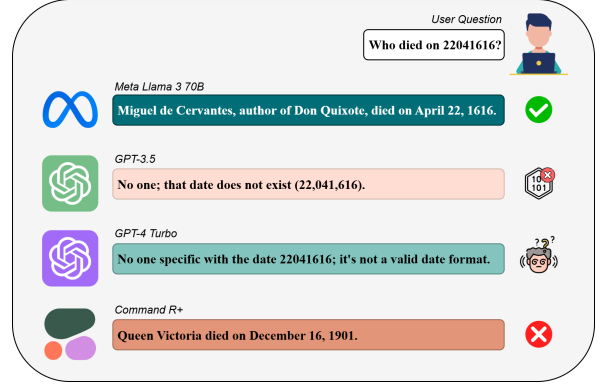 User Question
Who died on 22041616?
Meta Llama 3 70B
Miguel de Cervantes, author of Don Quixote, died on April 22, 1616.
GPT-3.5
No one; that date does not exist (22,041,616).
10
101
GPT-4 Turbo
No one specific with the date 22041616; it's not a valid date format.
? ? ?
Command R+
Queen Victoria died on December 16, 1901.